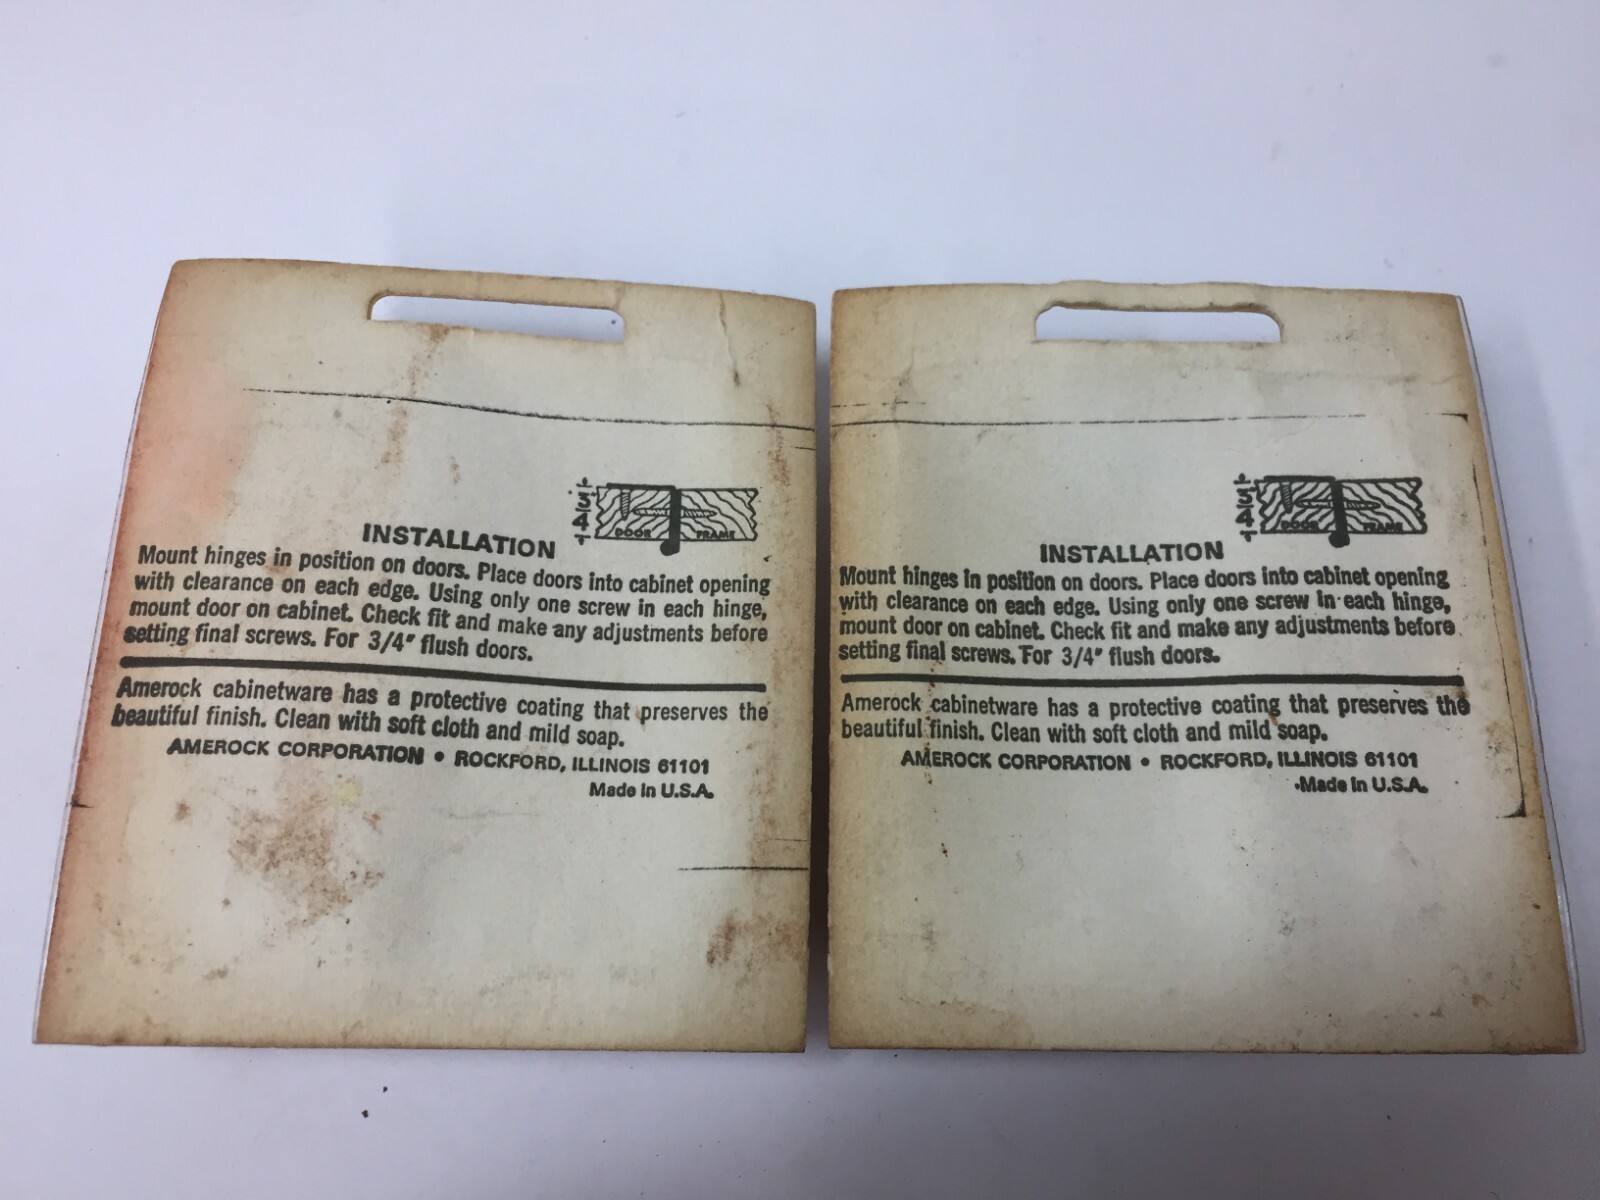 3/4
DOOR FRAME
INSTALLATION
Mount hinges in position on doors. Place doors into cabinet opening
with clearance on each edge. Using only one screw in each hinge,
mount door on cabinet. Check fit and make any adjustments before
setting final screws. For 3/4" flush doors.
Amerock cabinetware has a protective coating that preserves the
beautiful finish. Clean with soft cloth and mild soap.
AMEROCK CORPORATION • ROCKFORD, ILLINOIS 61101
Made in U.S.A.
3/4
DOOR FRAME
INSTALLATION
Mount hinges in position on doors. Place doors into cabinet opening
with clearance on each edge. Using only one screw in each hinge,
mount door on cabinet. Check fit and make any adjustments before
setting final screws. For 3/4" flush doors.
Amerock cabinetware has a protective coating that preserves the
beautiful finish. Clean with soft cloth and mild soap.
AMEROCK CORPORATION • ROCKFORD, ILLINOIS 61101
Made in U.S.A.